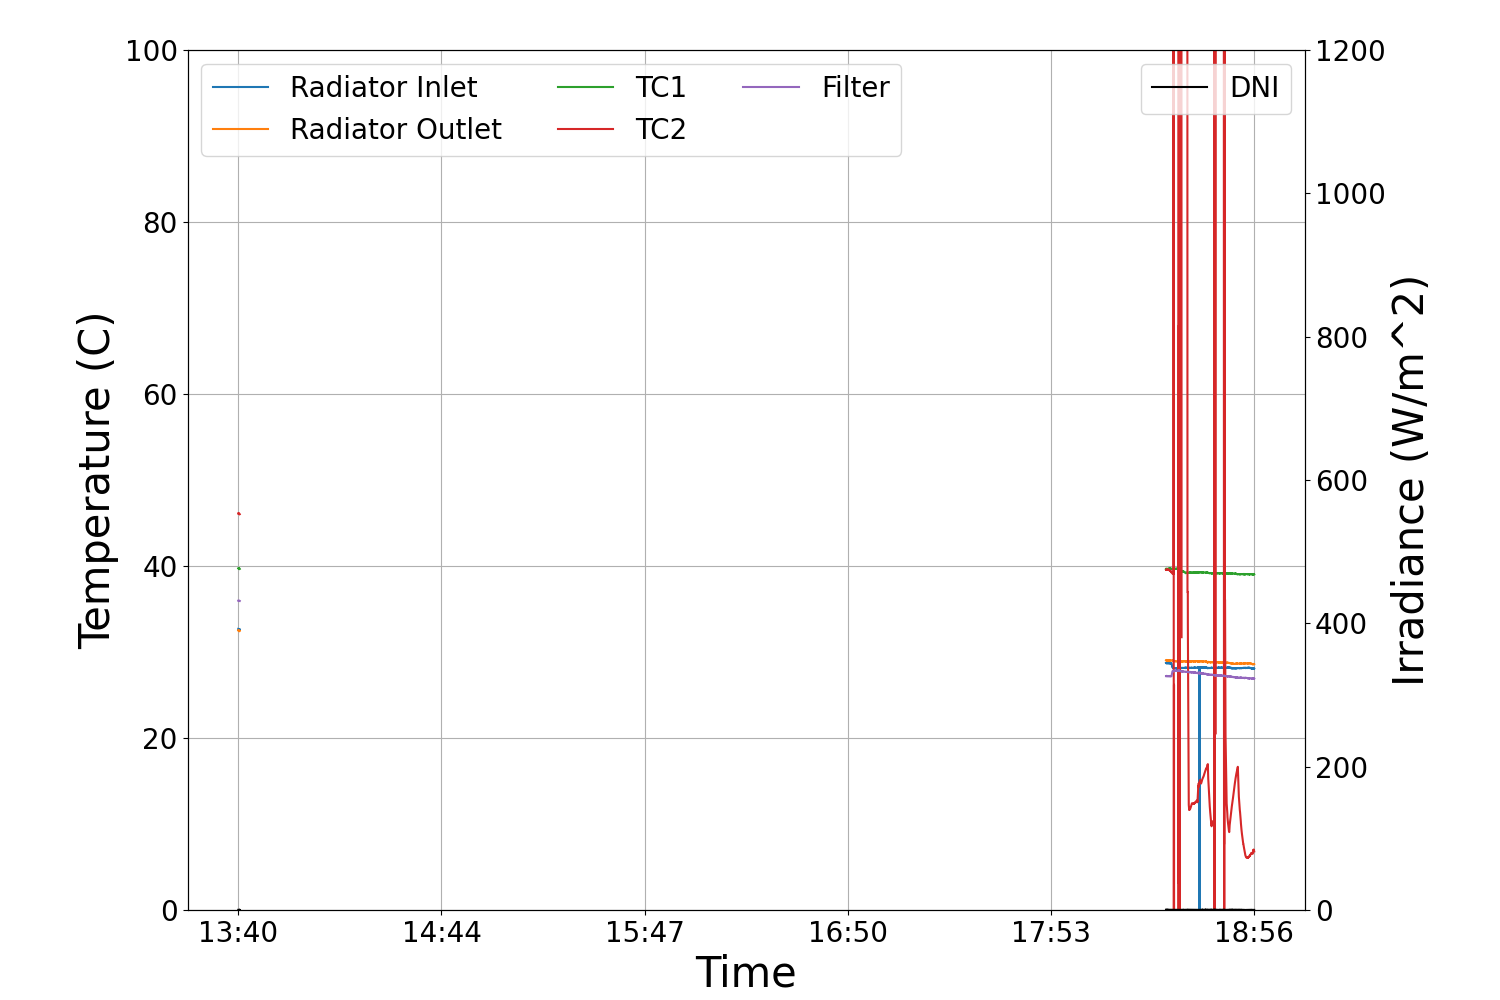 100
80
60
40
20
0
Temperature (C)
Radiator Inlet
Radiator Outlet
TC1
TC2
Filter
DNI
1200
1000
800
600
400
200
0
Irradiance (W/m^2)
13:40 14:44 15:47 16:50 17:53 18:56
Time